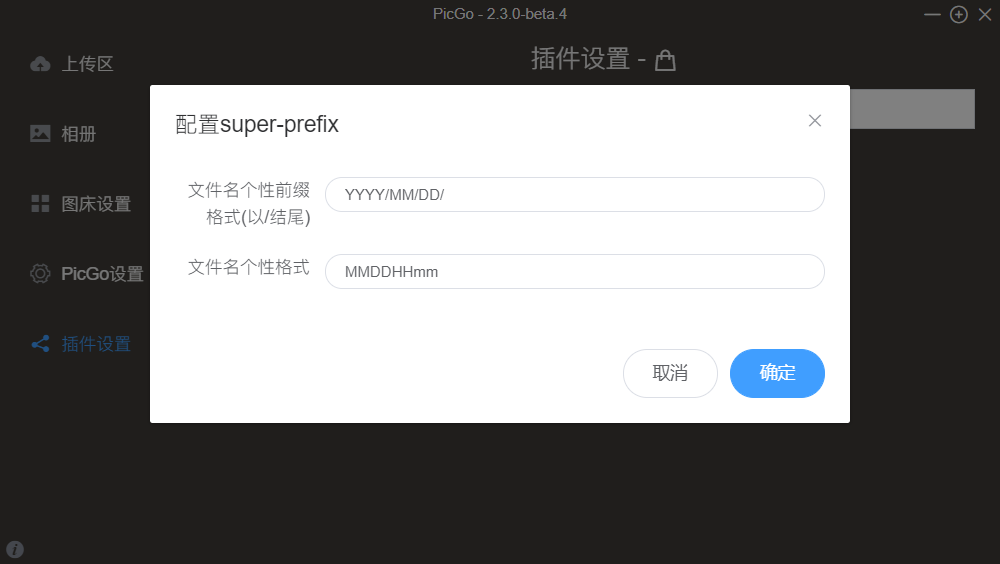 PicGo - 2.3.0-beta.4
上传区
相册
图床设置
PicGo设置
插件设置
插件设置 -
配置super-prefix
文件名个性前缀
格式(以/结尾)
YYYY/MM/DD/
文件名个性格式
MMDDHHmm
取消
确定